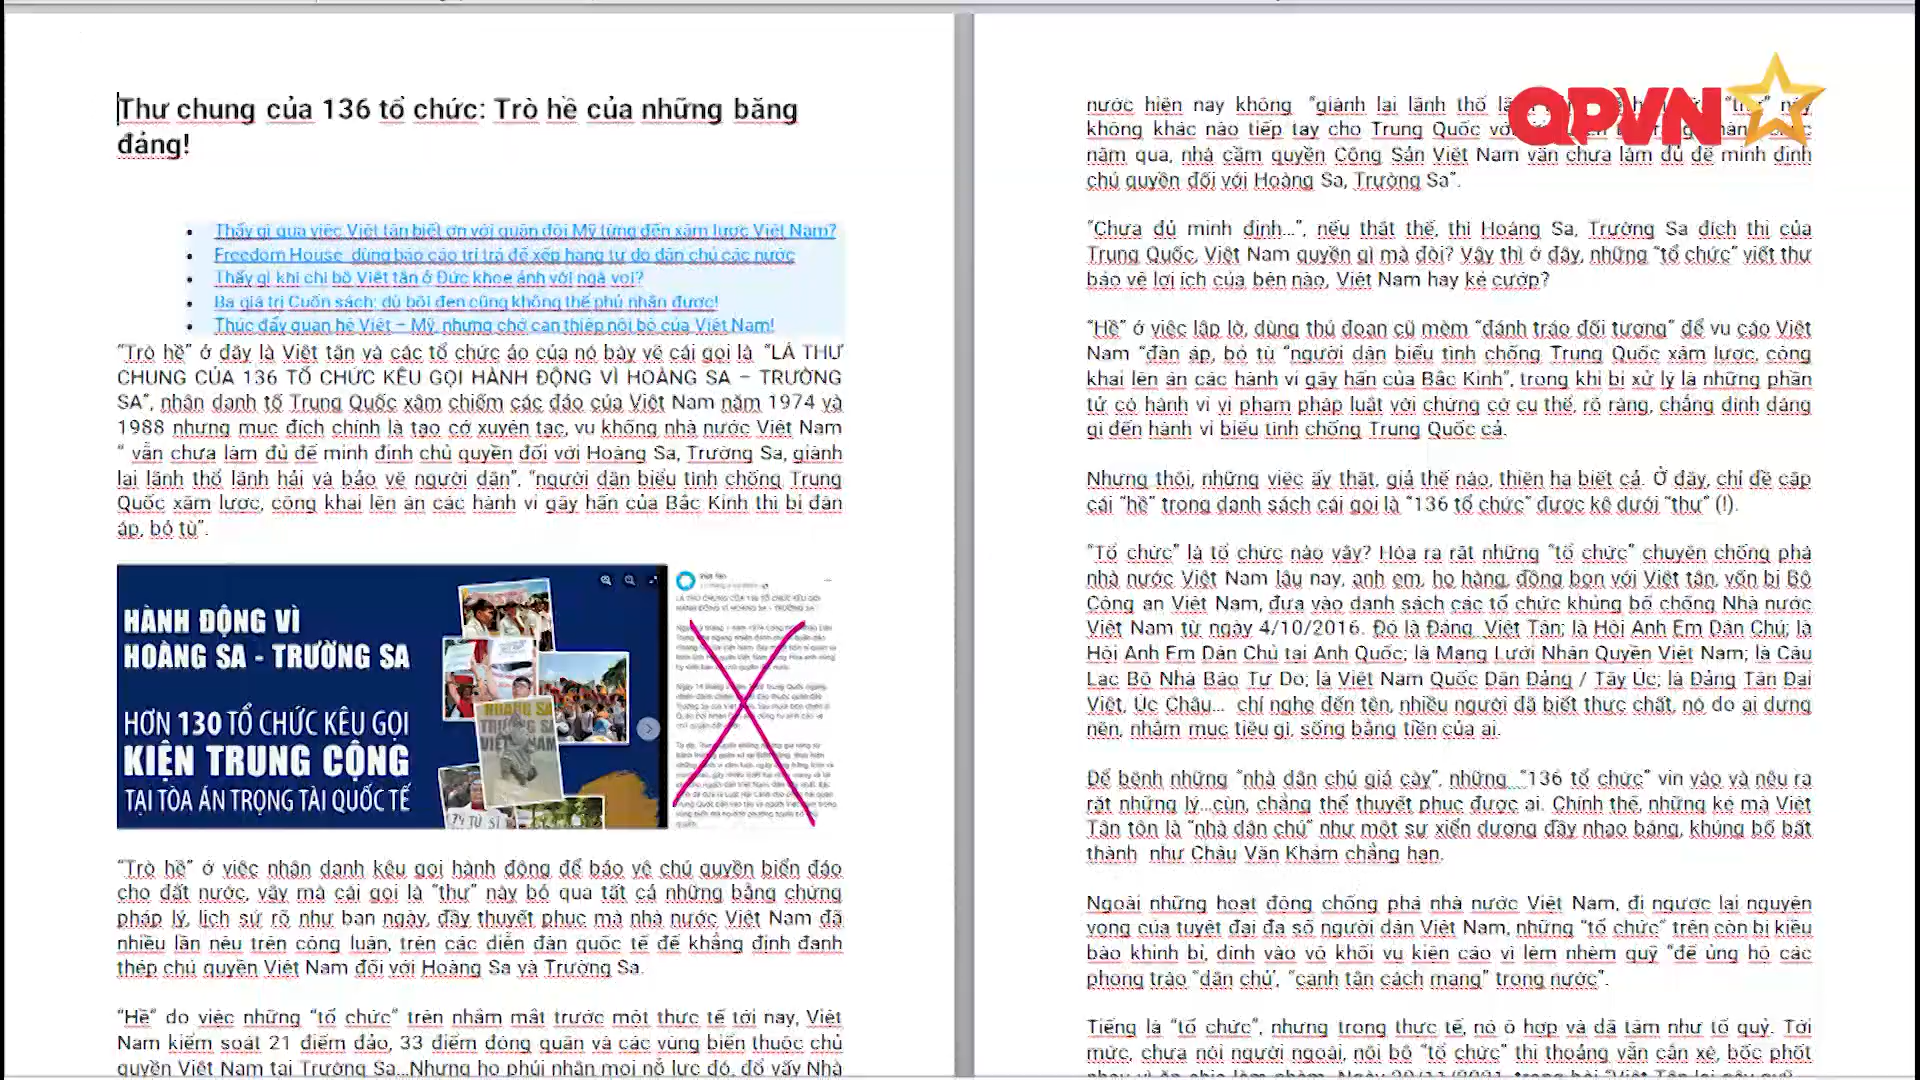 Thư chung của 136 tổ chức: Trò hề của những băng
đảng!
Thấy gì qua việc Việt tân biết ơn với quân đội Mỹ từng đến xâm lược Việt Nam?
Freedom House dùng báo cáo trí trá để xếp hạng tự do dân chủ các nước
Thấy gì khi chi bộ Việt tân ở Đức khoe ảnh với ngà voi?
Ba giá trị Cuốn sách: dù bôi đen cũng không thể phủ nhận được!
Thúc đẩy quan hệ Việt – Mỹ, nhưng chớ can thiệp nội bộ của Việt Nam!
“Trò hề” ở đây là Việt tân và các tổ chức ảo của nó bày vẽ cái gọi là “LÁ THƯ
CHUNG CỦA 136 TỔ CHỨC KÊU GỌI HÀNH ĐỘNG VÌ HOÀNG SA – TRƯỜNG
SA”, nhân danh tố Trung Quốc xâm chiếm các đảo của Việt Nam năm 1974 và
1988 nhưng mục đích chính là tạo cớ xuyên tạc, vu khống nhà nước Việt Nam
“ vẫn chưa làm đủ để minh định chủ quyền đối với Hoàng Sa, Trường Sa, giành
lại lãnh thổ lãnh hải và bảo vệ người dân”, “người dân biểu tình chống Trung
Quốc xâm lược, công khai lên án các hành vi gây hấn của Bắc Kinh thì bị đàn
áp, bỏ tù”.
HÀNH ĐỘNG VÌ
HOÀNG SA - TRƯỜNG SA
HƠN 130 TỔ CHỨC KÊU GỌI
KIỆN TRUNG CỘNG
TẠI TÒA ÁN TRỌNG TÀI QUỐC TẾ
HOÀNG SA
TRƯỜNG SA
VIỆT NAM
74 TỬ SĨ
Việt Tân
LÁ THƯ CHUNG CỦA 136 TỔ CHỨC KÊU GỌI
HÀNH ĐỘNG VÌ HOÀNG SA - TRƯỜNG SA
“Trò hề” ở việc nhân danh kêu gọi hành động để bảo vệ chủ quyền biển đảo
cho đất nước, vậy mà cái gọi là “thư” này bỏ qua tất cả những bằng chứng
pháp lý, lịch sử rõ như ban ngày, đầy thuyết phục mà nhà nước Việt Nam đã
nhiều lần nêu trên công luận, trên các diễn đàn quốc tế để khẳng định đanh
thép chủ quyền Việt Nam đối với Hoàng Sa và Trường Sa.
“Hề” do việc những “tổ chức” trên nhắm mắt trước một thực tế tới nay, Việt
Nam kiểm soát 21 điểm đảo, 33 điểm đóng quân và các vùng biển thuộc chủ
quyền Việt Nam tại Trường Sa...Nhưng họ phủi nhận mọi nỗ lực đó, đổ vấy Nhà
nước hiện nay không “giành lại lãnh thổ “thư” này
không khác nào tiếp tay cho Trung Quốc
năm qua, nhà cầm quyền Cộng Sản Việt Nam vẫn chưa làm đủ để minh định
chủ quyền đối với Hoàng Sa, Trường Sa”.
QPVN
“Chưa đủ minh định...”, nếu thật thế, thì Hoàng Sa, Trường Sa đích thị của
Trung Quốc, Việt Nam quyền gì mà đòi? Vậy thì ở đây, những “tổ chức” viết thư
bảo vệ lợi ích của bên nào, Việt Nam hay kẻ cướp?
“Hề” ở việc lập lờ, dùng thủ đoạn cũ mèm “đánh tráo đối tượng” để vu cáo Việt
Nam “đàn áp, bỏ tù “người dân biểu tình chống Trung Quốc xâm lược, công
khai lên án các hành vi gây hấn của Bắc Kinh”, trong khi bị xử lý là những phần
tử có hành vi vi phạm pháp luật với chứng cớ cụ thể, rõ ràng, chẳng dính dáng
gì đến hành vi biểu tình chống Trung Quốc cả.
Nhưng thôi, những việc ấy thật, giả thế nào, thiên hạ biết cả. Ở đây, chỉ đề cập
cái “hề” trong danh sách cái gọi là “136 tổ chức” được kê dưới “thư” (!).
“Tổ chức” là tổ chức nào vậy? Hóa ra rặt những “tổ chức” chuyên chống phá
nhà nước Việt Nam lâu nay, anh em, họ hàng, đồng bọn với Việt tân, vốn bị Bộ
Công an Việt Nam, đưa vào danh sách các tổ chức khủng bố chống Nhà nước
Việt Nam từ ngày 4/10/2016. Đó là Đảng Việt Tân; là Hội Anh Em Dân Chủ; là
Hội Anh Em Dân Chủ tại Anh Quốc; là Mạng Lưới Nhân Quyền Việt Nam; là Câu
Lạc Bộ Nhà Báo Tự Do; là Việt Nam Quốc Dân Đảng / Tây Úc; là Đảng Tân Đại
Việt, Úc Châu... chỉ nghe đến tên, nhiều người đã biết thực chất, nó do ai dựng
nên, nhằm mục tiêu gì, sống bằng tiền của ai.
Để bênh những “nhà dân chủ giả cầy”, những “136 tổ chức” vin vào và nêu ra
rặt những lý...cùn, chẳng thể thuyết phục được ai. Chính thế, những kẻ mà Việt
Tân tôn là “nhà dân chủ” như một sự xiển dương đầy nhạo báng, khủng bố bất
thành như Châu Văn Khảm chẳng hạn.
Ngoài những hoạt động chống phá nhà nước Việt Nam, đi ngược lại nguyện
vọng của tuyệt đại đa số người dân Việt Nam, những “tổ chức” trên còn bị kiều
bào khinh bỉ, dính vào vô khối vụ kiện cáo vì lèm nhèm quỹ “để ủng hộ các
phong trào “dân chủ’, “canh tân cách mạng” trong nước”.
Tiếng là “tổ chức”, nhưng trong thực tế, nó ô hợp và dã tâm như tổ quỷ. Tới
mức, chưa nói người ngoài, nội bộ “tổ chức” thi thoảng vẫn cắn xé, bốc phốt